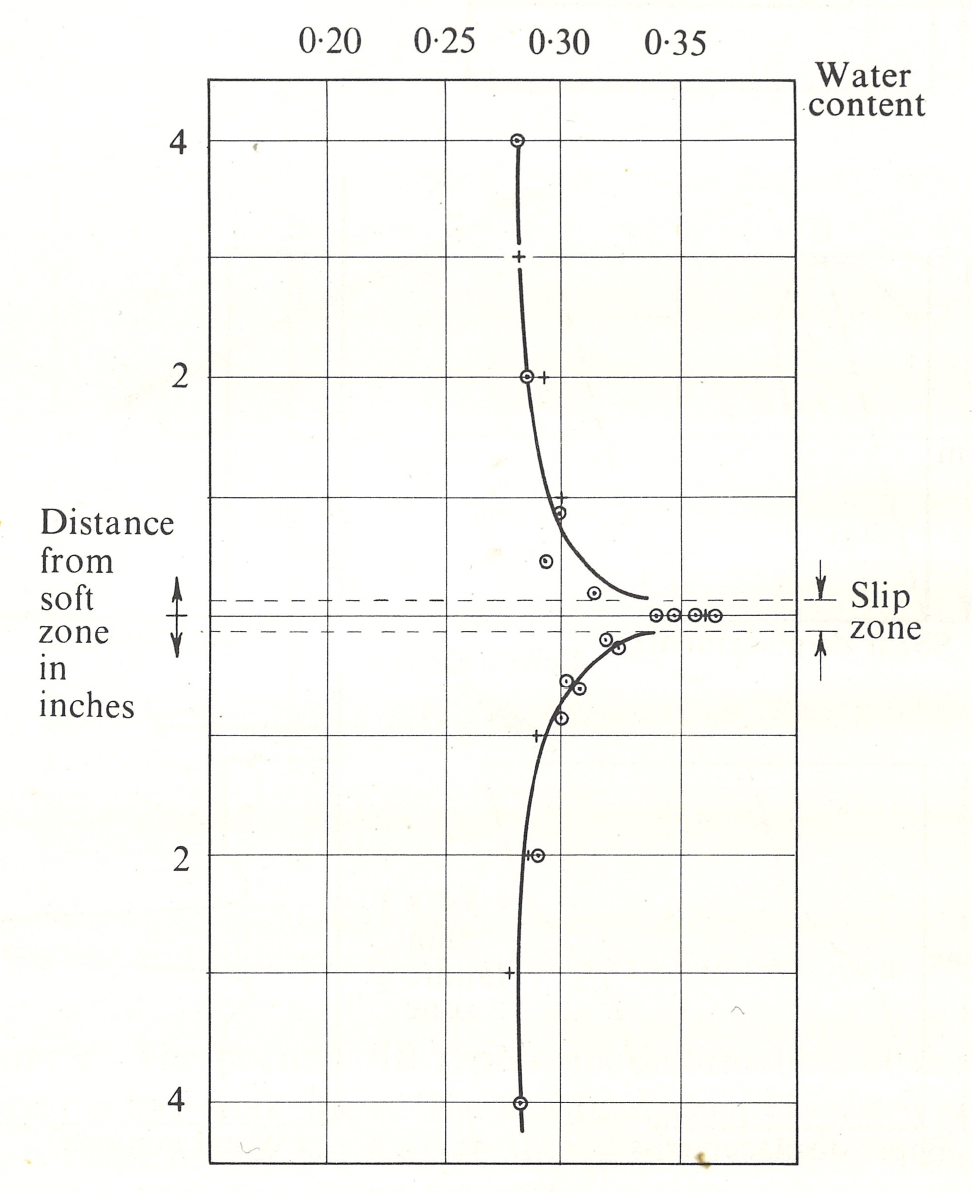 0·20 0·25 0·30 0·35
Water
content
4
2
Distance
from
soft
zone
in
inches
Slip
zone
2
4